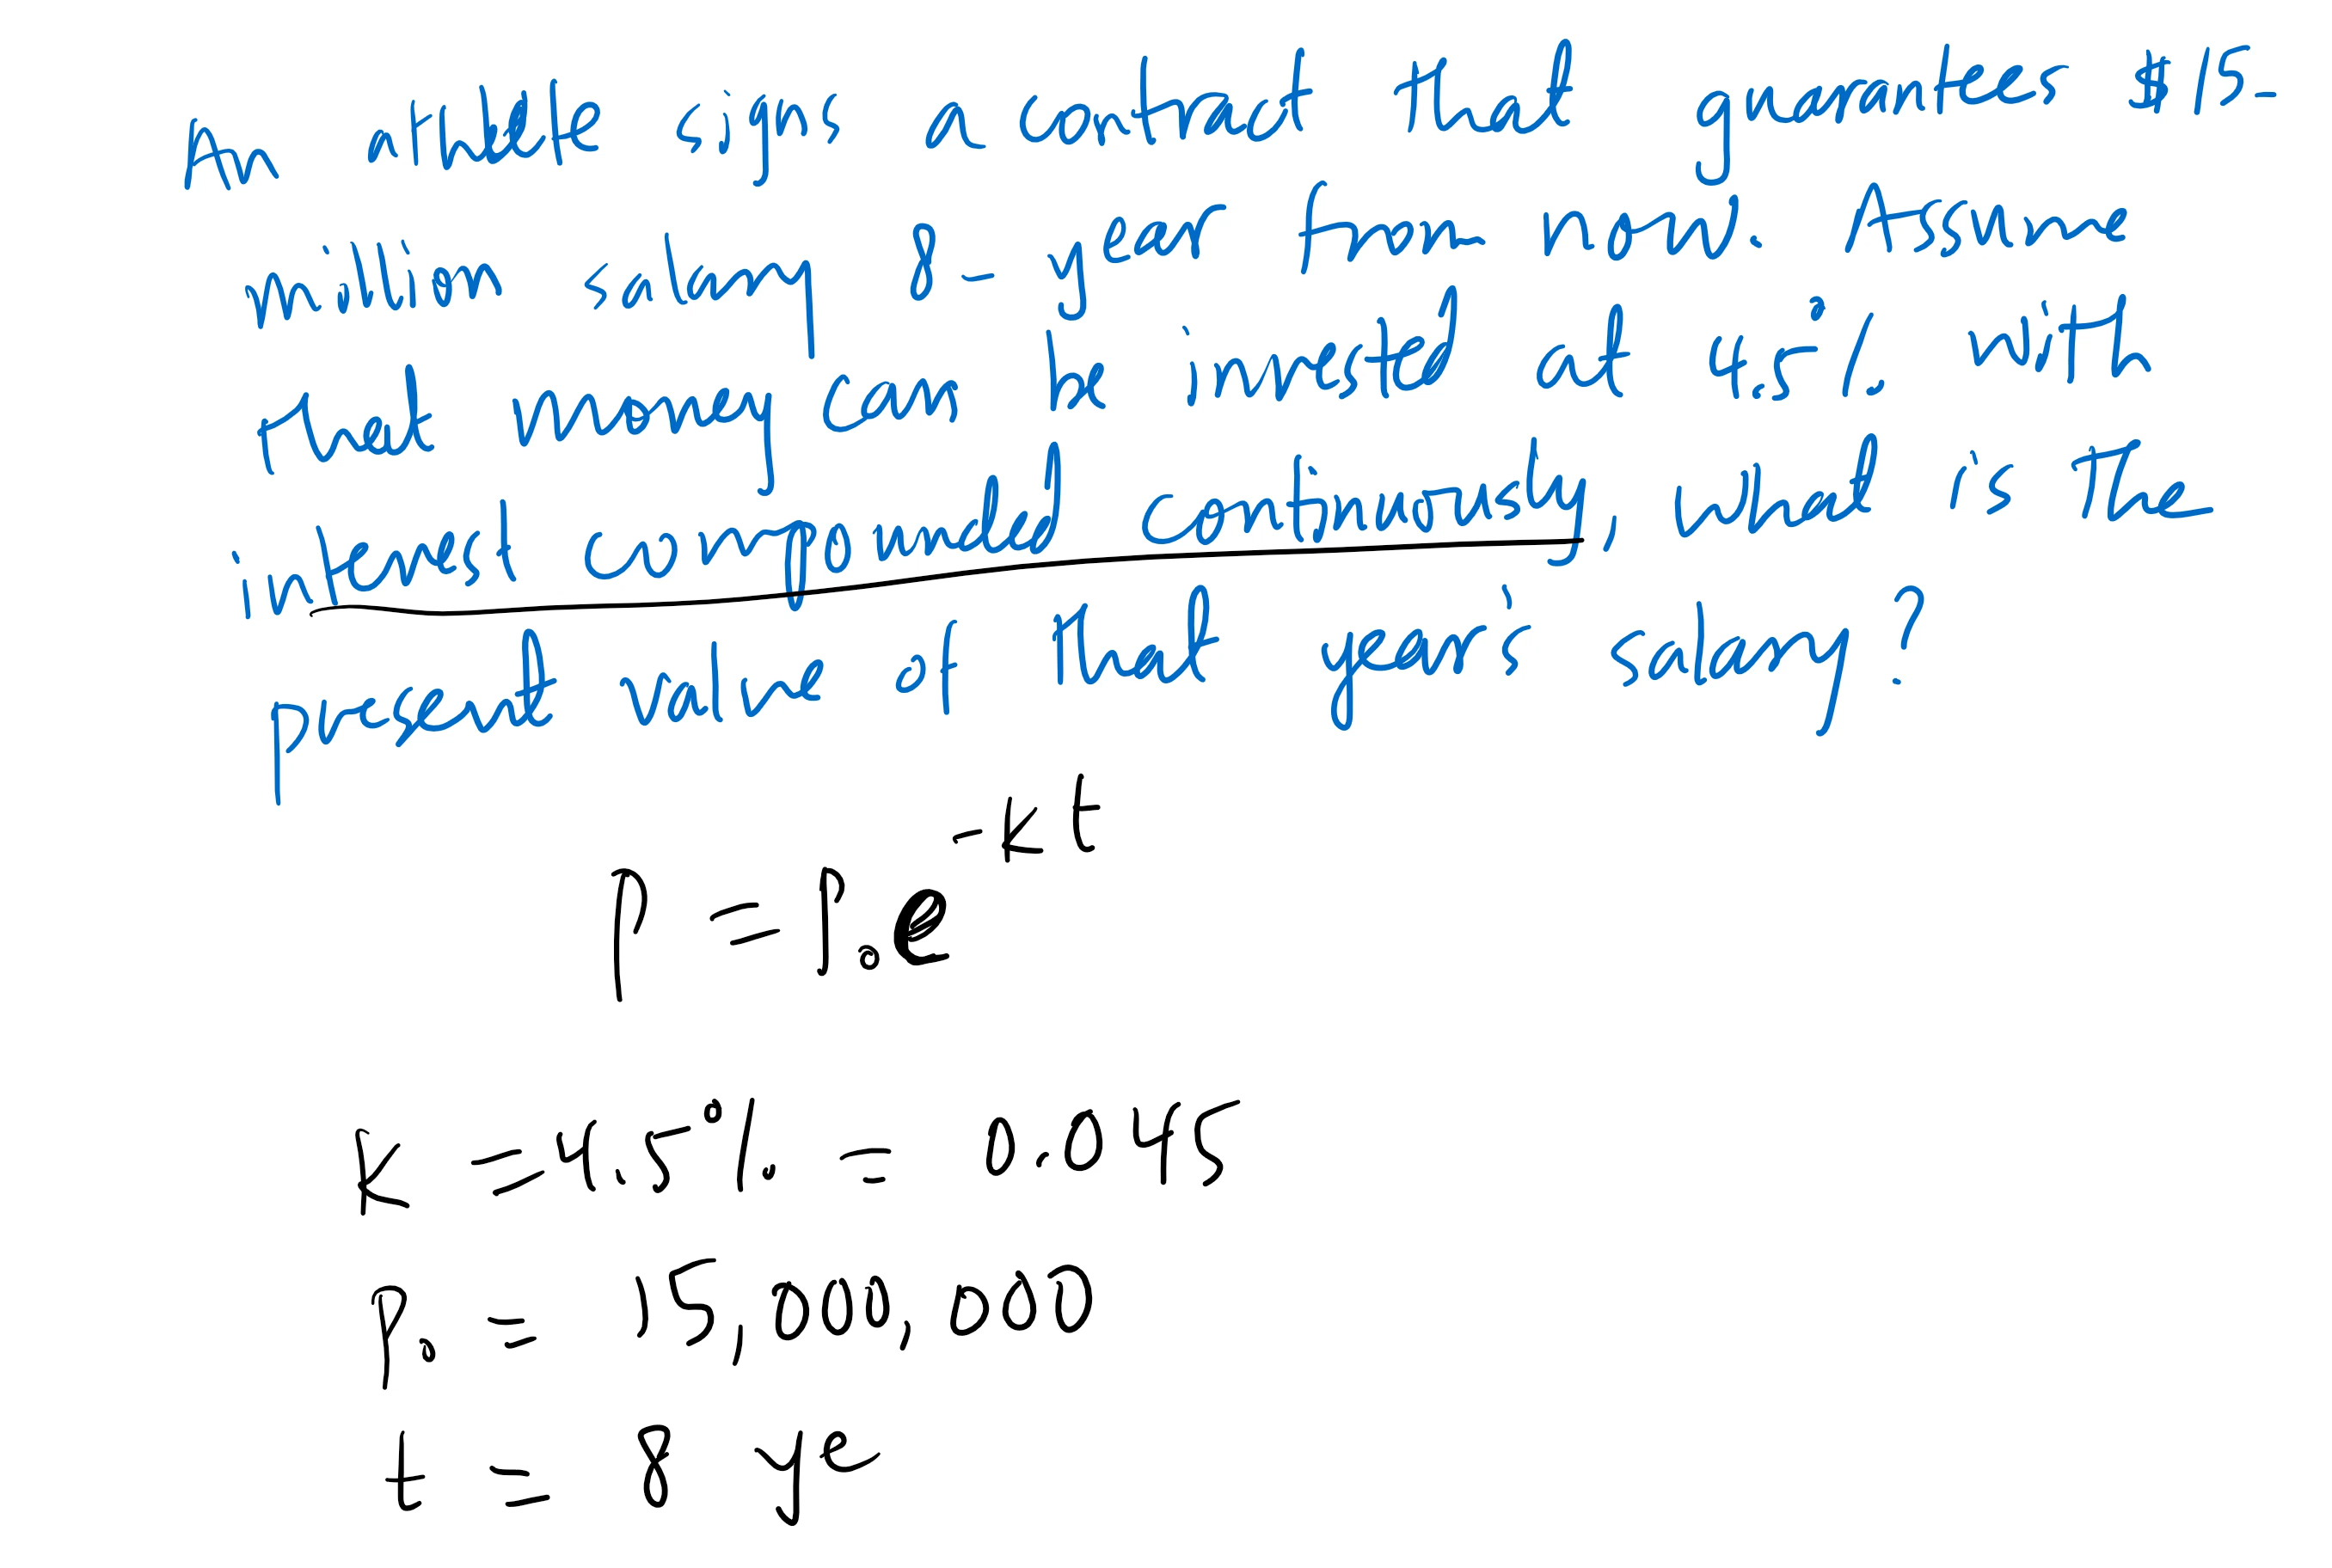 An athlete signs a contract that guarantees $15-
million salary 8-year from now. Assume
that money can be invested at 4.5% with
interest compounded continuously, what is the
present value of that year's salary?
P = P₀e^-kt
k = 4.5% = 0.045
P₀ = 15,000,000
t = 8 ye